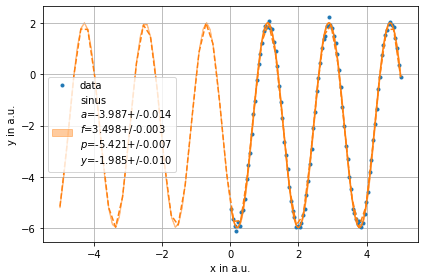 2
0
−2
−4
−6
y in a.u.
data
sinus
a=-3.987+/-0.014
f=3.498+/-0.003
p=-5.421+/-0.007
y=-1.985+/-0.010
−4
−2
0
2
4
x in a.u.